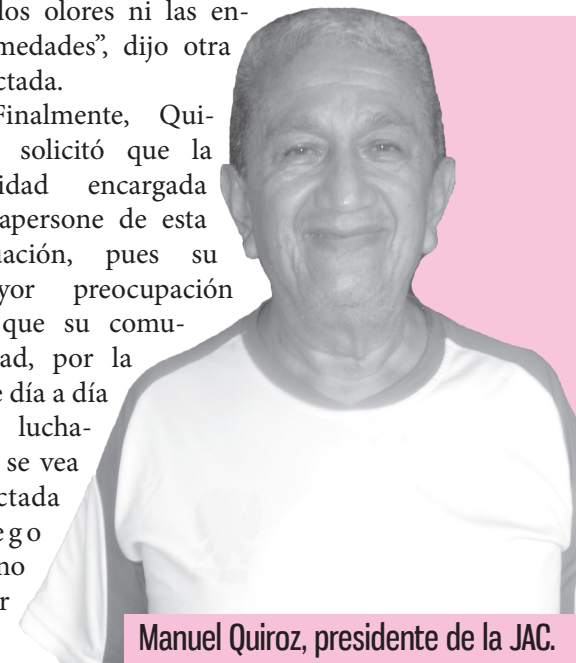 los olores ni las en-
medades”, dijo otra
ctada.
Finalmente, Qui-
solicitó que la
idad encargada
apersone de esta
uación, pues su
yor preocupación
que su comu-
ad, por la
e día a día
lucha-
se vea
ctada
ego
no
r
Manuel Quiroz, presidente de la JAC.